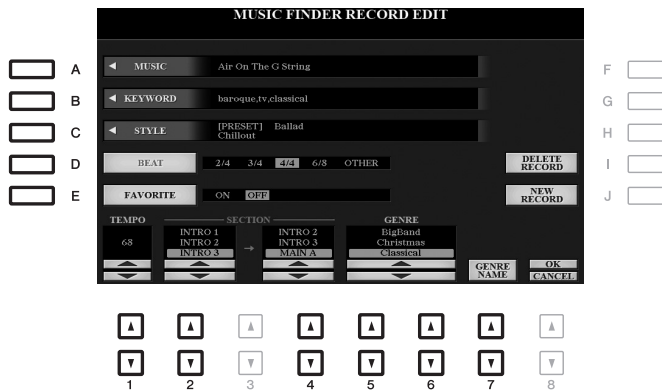 MUSIC FINDER RECORD EDIT
A MUSIC Air On The G String F
B KEYWORD baroque,tv,classical G
C STYLE [PRESET] Ballad H
Chillout
D BEAT 2/4 3/4 4/4 6/8 OTHER DELETE RECORD I
E FAVORITE ON OFF NEW RECORD J
TEMPO SECTION GENRE
INTRO 1 INTRO 2 BigBand
68 INTRO 2 → INTRO 3 Christmas
INTRO 3 MAIN A Classical
GENRE NAME OK
CANCEL
1 2 3 4 5 6 7 8